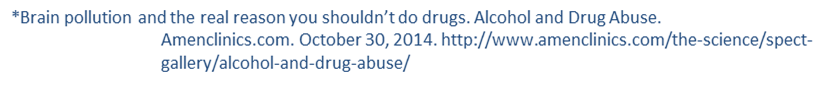 *Brain pollution and the real reason you shouldn’t do drugs. Alcohol and Drug Abuse.
Amenclinics.com. October 30, 2014. http://www.amenclinics.com/the-science/spect-
gallery/alcohol-and-drug-abuse/